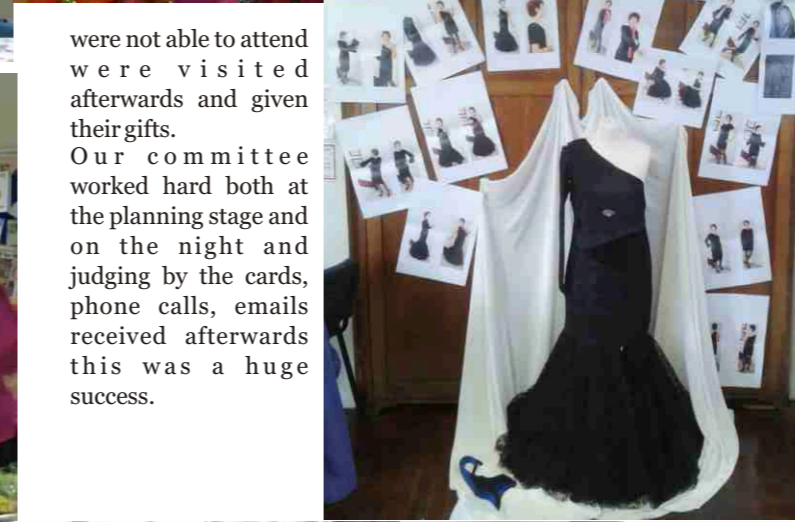 were not able to attend
were visited
afterwards and given
their gifts.
Our committee
worked hard both at
the planning stage and
on the night and
judging by the cards,
phone calls, emails
received afterwards
this was a huge
success.